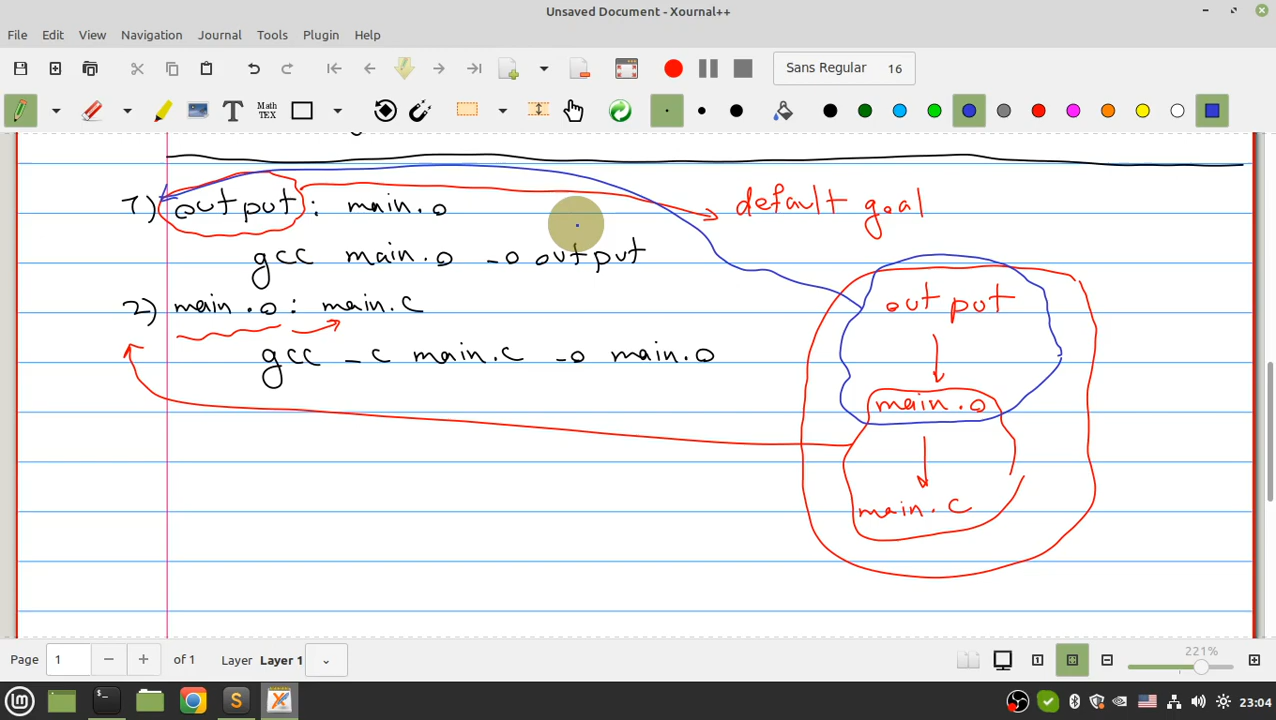 Unsaved Document - Xournal++
File Edit View Navigation Journal Tools Plugin Help
Sans Regular 16
Math TEX
1) output : main.o
default goal
gcc main.o -o output
2) main.o : main.c
output
gcc -c main.c -o main.o
main.o
main.c
Page 1 of 1 Layer Layer 1
221%
23:04